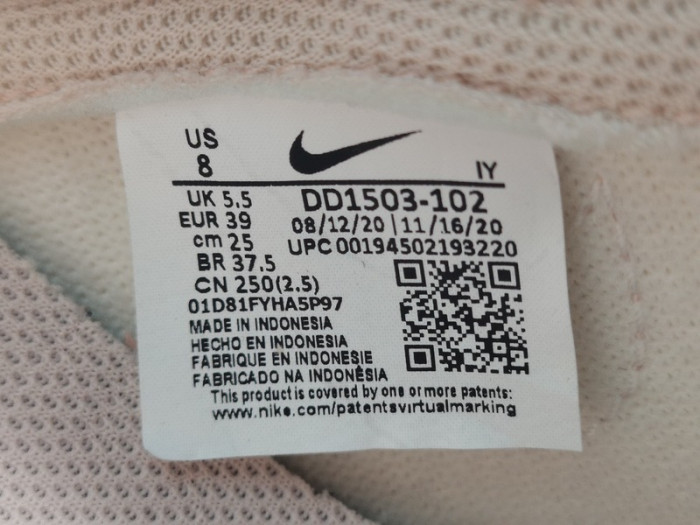 US
8
IY
UK 5.5
EUR 39
cm 25
BR 37.5
CN 250(2.5)
01D81FYHA5P97
DD1503-102
08/12/20 | 11/16/20
UPC 00194502193220
MADE IN INDONESIA
HECHO EN INDONESIA
FABRIQUE EN INDONESIE
FABRICADO NA INDONESIA
This product is covered by one or more patents:
www.nike.com/patentsvirtualmarking